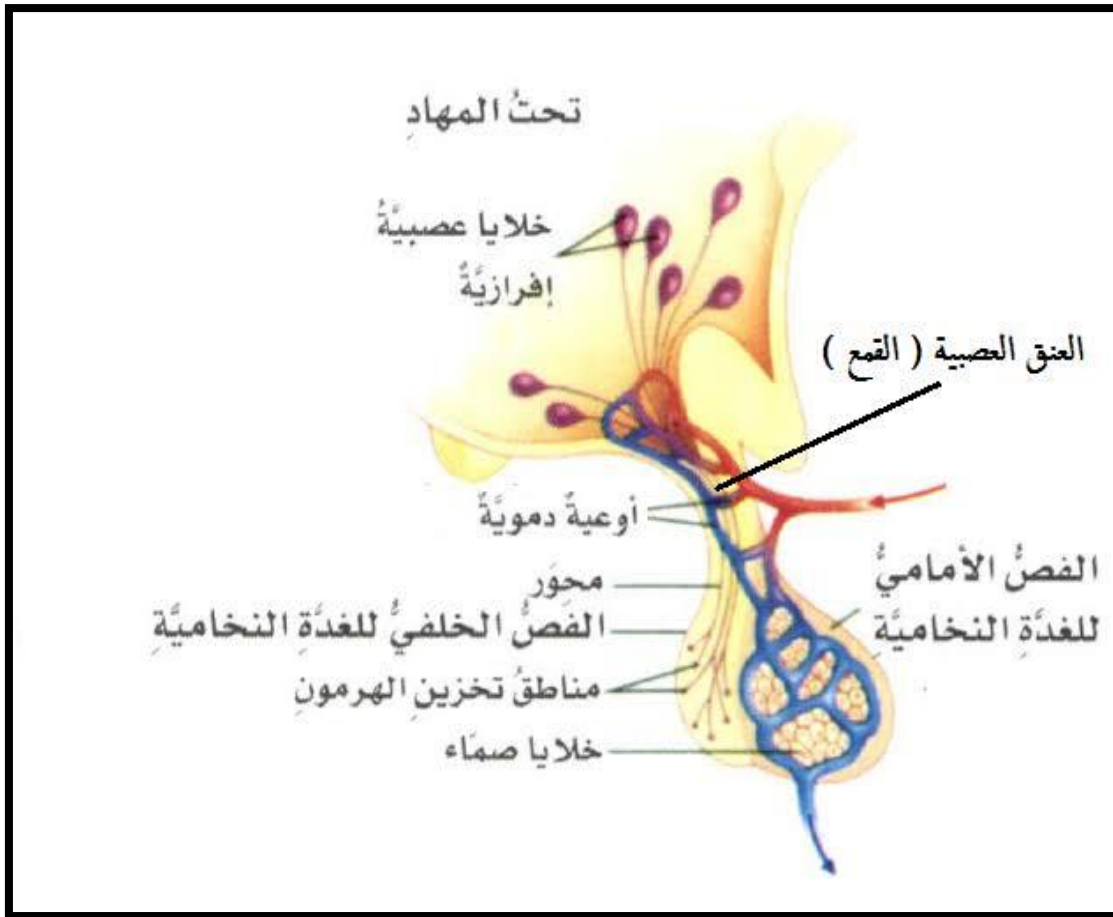 تحتُ المهادِ
خلايا عصبيَّةٌ
إفرازيَّةٌ
العنق العصبية ( القمع )
أوعيةٌ دمويَّةٌ
محوَر
الفصُّ الأماميُّ
للغدَّةِ النخاميَّةِ
الفصُّ الخلفيُّ للغدَّةِ النخاميَّةِ
مناطقُ تخزينِ الهرمونِ
خلايا صمَّاء